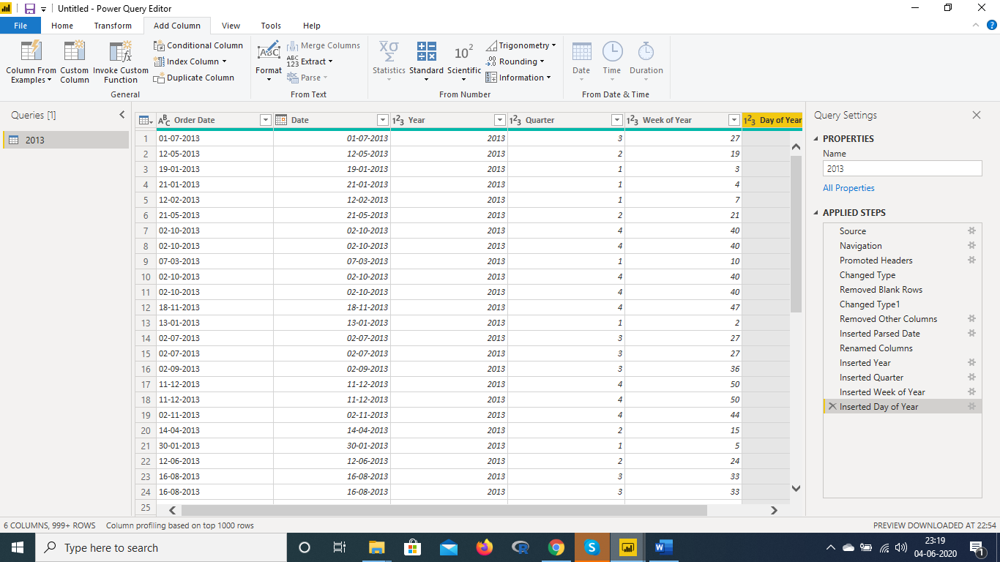 Untitled - Power Query Editor
File Home Transform Add Column View Tools Help
Column From Examples
Custom Column
Invoke Custom Function
Conditional Column
Index Column
Duplicate Column
General
Format
Merge Columns
ABC 123 Extract
abc Parse
From Text
XO Σ Statistics
Standard
10² Scientific
Trigonometry
.00 Rounding
Information
From Number
Date
Time
Duration
From Date & Time
Queries [1]
2013
ABC Order Date Date 123 Year 123 Quarter 123 Week of Year 123 Day of Year
1 01-07-2013 01-07-2013 2013 3 27
2 12-05-2013 12-05-2013 2013 2 19
3 19-01-2013 19-01-2013 2013 1 3
4 21-01-2013 21-01-2013 2013 1 4
5 12-02-2013 12-02-2013 2013 1 7
6 21-05-2013 21-05-2013 2013 2 21
7 02-10-2013 02-10-2013 2013 4 40
8 02-10-2013 02-10-2013 2013 4 40
9 07-03-2013 07-03-2013 2013 1 10
10 02-10-2013 02-10-2013 2013 4 40
11 02-10-2013 02-10-2013 2013 4 40
12 18-11-2013 18-11-2013 2013 4 47
13 13-01-2013 13-01-2013 2013 1 2
14 02-07-2013 02-07-2013 2013 3 27
15 02-07-2013 02-07-2013 2013 3 27
16 02-09-2013 02-09-2013 2013 3 36
17 11-12-2013 11-12-2013 2013 4 50
18 11-12-2013 11-12-2013 2013 4 50
19 02-11-2013 02-11-2013 2013 4 44
20 14-04-2013 14-04-2013 2013 2 15
21 30-01-2013 30-01-2013 2013 1 5
22 12-06-2013 12-06-2013 2013 2 24
23 16-08-2013 16-08-2013 2013 3 33
24 16-08-2013 16-08-2013 2013 3 33
25
Query Settings
PROPERTIES
Name
2013
All Properties
APPLIED STEPS
Source
Navigation
Promoted Headers
Changed Type
Removed Blank Rows
Changed Type1
Removed Other Columns
Inserted Parsed Date
Renamed Columns
Inserted Year
Inserted Quarter
Inserted Week of Year
Inserted Day of Year
6 COLUMNS, 999+ ROWS Column profiling based on top 1000 rows PREVIEW DOWNLOADED AT 22:54
Type here to search
23:19
04-06-2020
1